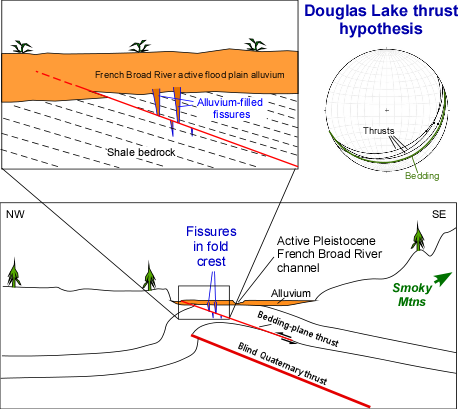 Douglas Lake thrust
hypothesis
French Broad River active flood plain alluvium
Alluvium-filled
fissures
Shale bedrock
Thrusts
Bedding
NW
SE
Fissures
in fold
crest
Active Pleistocene
French Broad River
channel
Alluvium
Smoky
Mtns
Bedding-plane thrust
Blind Quaternary thrust